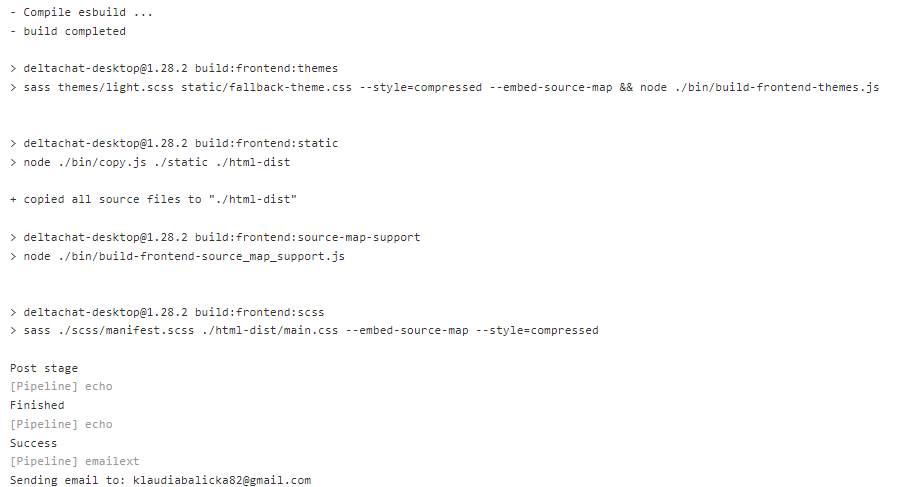 - Compile esbuild ...
- build completed
> deltachat-desktop@1.28.2 build:frontend:themes
> sass themes/light.scss static/fallback-theme.css --style=compressed --embed-source-map && node ./bin/build-frontend-themes.js
> deltachat-desktop@1.28.2 build:frontend:static
> node ./bin/copy.js ./static ./html-dist
+ copied all source files to "./html-dist"
> deltachat-desktop@1.28.2 build:frontend:source-map-support
> node ./bin/build-frontend-source_map_support.js
> deltachat-desktop@1.28.2 build:frontend:scss
> sass ./scss/manifest.scss ./html-dist/main.css --embed-source-map --style=compressed
Post stage
[Pipeline] echo
Finished
[Pipeline] echo
Success
[Pipeline] emailext
Sending email to: klaudiabalicka82@gmail.com